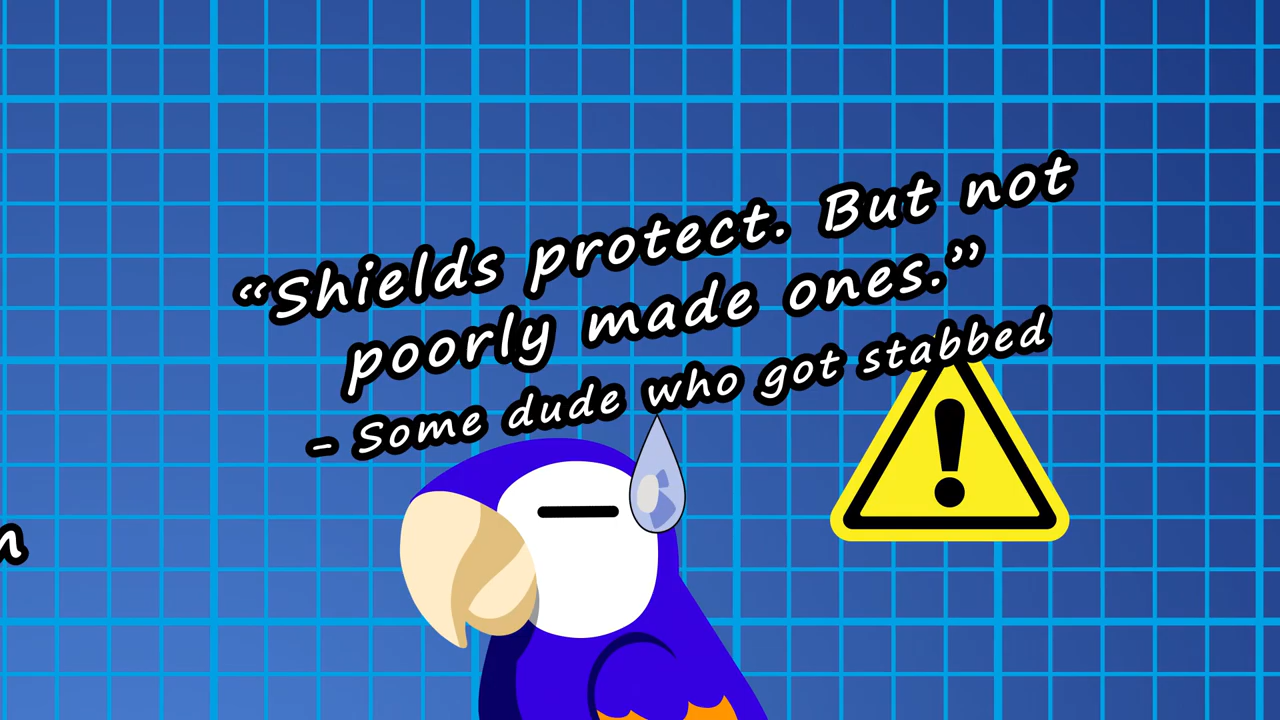 “Shields protect. But not
poorly made ones.”
- Some dude who got stabbed